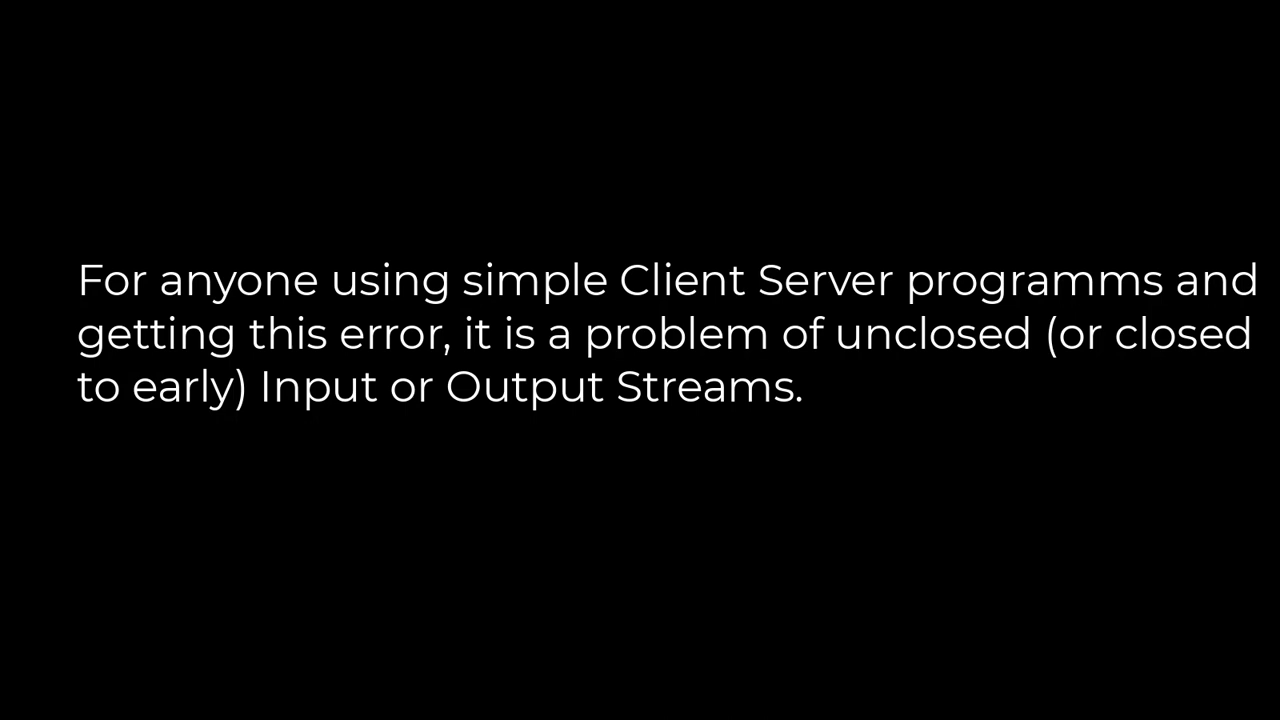 For anyone using simple Client Server programms and
getting this error, it is a problem of unclosed (or closed
to early) Input or Output Streams.